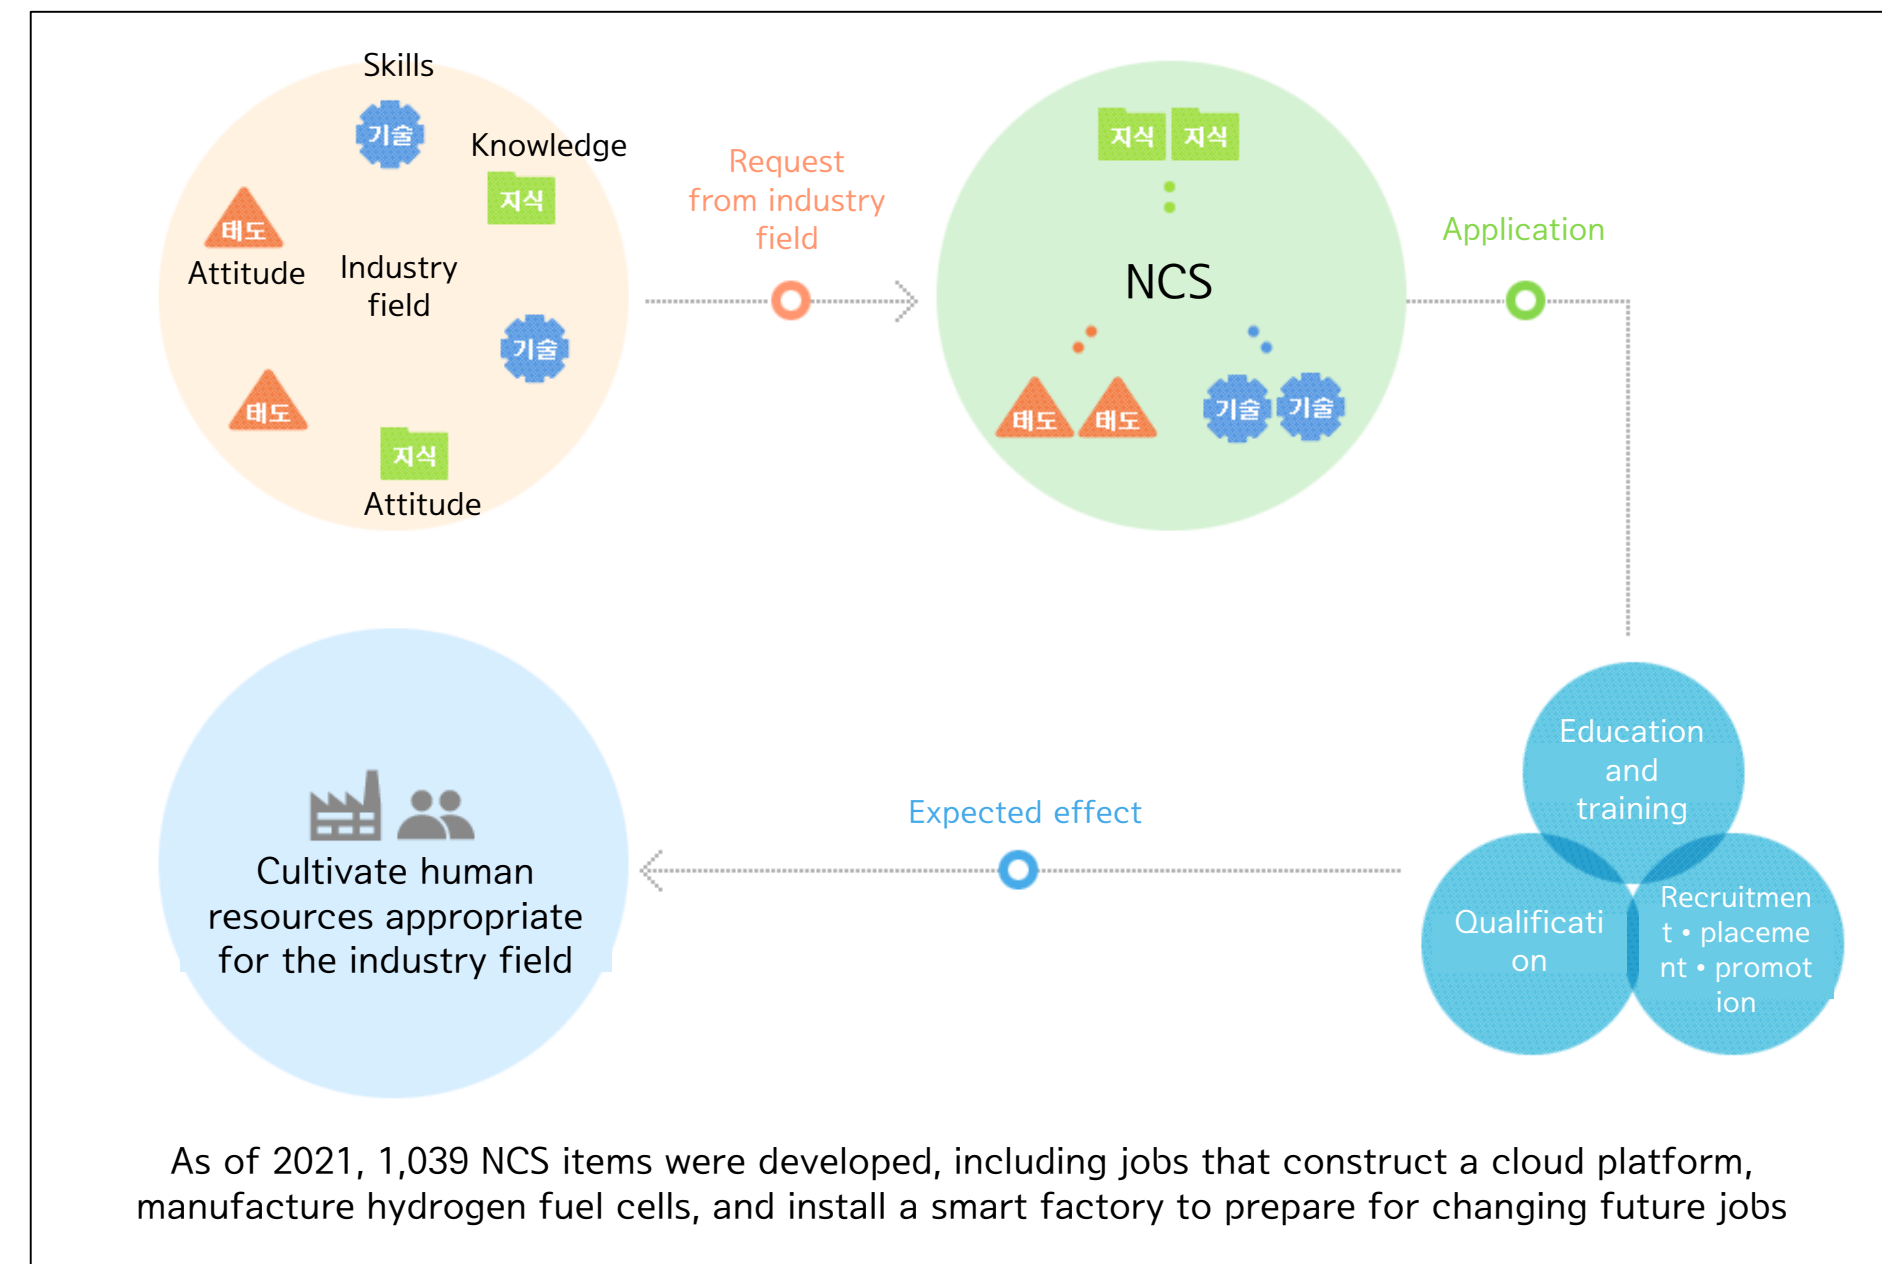 Skills
기술
Knowledge
지식
태도
Attitude
Industry
field
기술
태도
지식
Attitude
Request
from industry
field
지식 지식
NCS
태도 태도
기술 기술
Application
Education
and
training
Qualificati
on
Recruitmen
t • placeme
nt • promot
ion
Expected effect
Cultivate human
resources appropriate
for the industry field
As of 2021, 1,039 NCS items were developed, including jobs that construct a cloud platform,
manufacture hydrogen fuel cells, and install a smart factory to prepare for changing future jobs